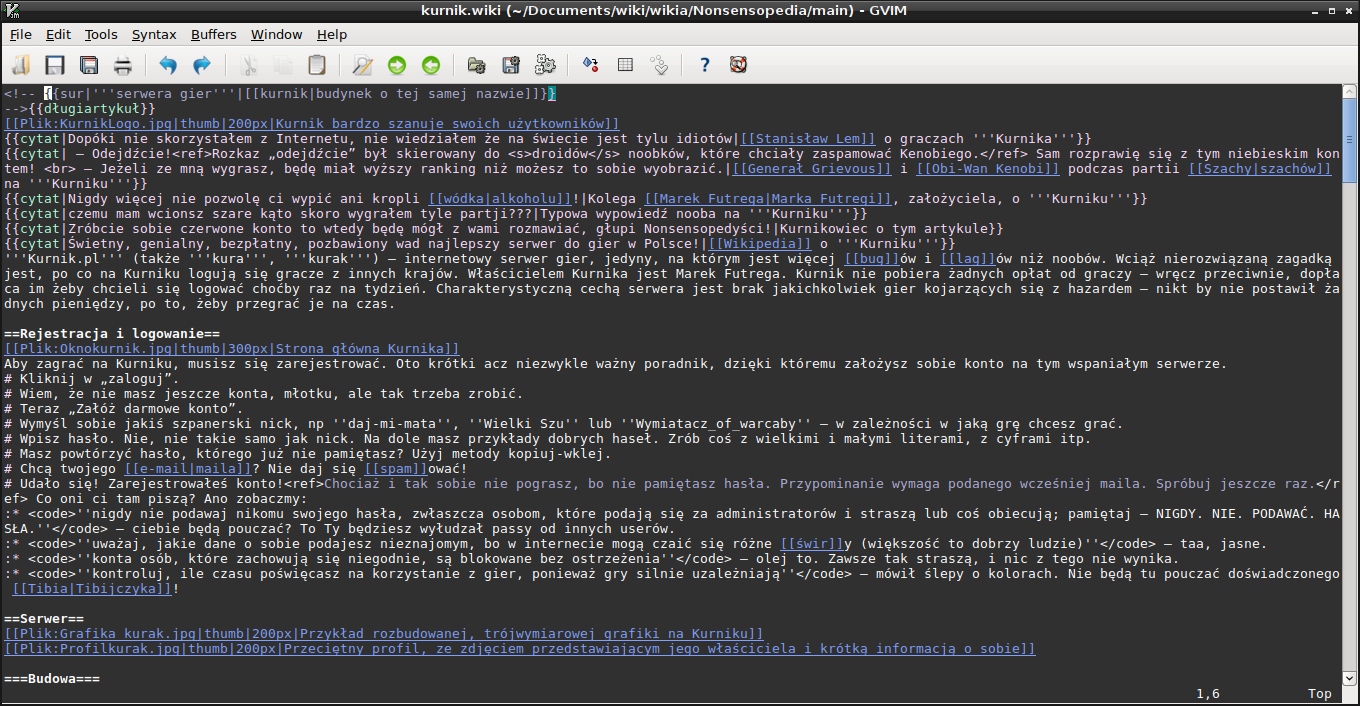 kurnik.wiki (~/Documents/wiki/wikia/Nonsensopedia/main) - GVIM
File Edit Tools Syntax Buffers Window Help
<!-- {{sur|'''serwera gier'''|[[kurnik|budynek o tej samej nazwie]]}}
-->{{długiartykuł}}
[[Plik:KurnikLogo.jpg|thumb|200px|Kurnik bardzo szanuje swoich użytkowników]]
{{cytat|Dopóki nie skorzystałem z Internetu, nie wiedziałem że na świecie jest tylu idiotów|[[Stanisław Lem]] o graczach '''Kurnika'''}}
{{cytat| – Odejdźcie!<ref>Rozkaz „odejdźcie” był skierowany do <s>droidów</s> noobków, które chciały zaspamować Kenobiego.</ref> Sam rozprawię się z tym niebieskim kon
tem! <br> – Jeżeli ze mną wygrasz, będę miał wyższy ranking niż możesz to sobie wyobrazić.|[[Generał Grievous]] i [[Obi-Wan Kenobi]] podczas partii [[Szachy|szachów]]
na '''Kurniku'''}}
{{cytat|Nigdy więcej nie pozwolę ci wypić ani kropli [[wódka|alkoholu]]!|Kolega [[Marek Futrega|Marka Futregi]], założyciela, o '''Kurniku'''}}
{{cytat|czemu mam wcionsz szare kąto skoro wygrałem tyle partji???|Typowa wypowiedź nooba na '''Kurniku'''}}
{{cytat|Zróbcie sobie czerwone konto to wtedy będę mógł z wami rozmawiać, głupi Nonsensopedyści!|Kurnikowiec o tym artykule}}
{{cytat|Świetny, genialny, bezpłatny, pozbawiony wad najlepszy serwer do gier w Polsce!|[[Wikipedia]] o '''Kurniku'''}}
'''Kurnik.pl''' (także '''kura''', '''kurak''') – internetowy serwer gier, jedyny, na którym jest więcej [[bug]]ów i [[lag]]ów niż noobów. Wciąż nierozwiązaną zagadką
jest, po co na Kurniku logują się gracze z innych krajów. Właścicielem Kurnika jest Marek Futrega. Kurnik nie pobiera żadnych opłat od graczy – wręcz przeciwnie, dopła
ca im żeby chcieli się logować choćby raz na tydzień. Charakterystyczną cechą serwera jest brak jakichkolwiek gier kojarzących się z hazardem – nikt by nie postawił ża
dnych pieniędzy, po to, żeby przegrać je na czas.
==Rejestracja i logowanie==
[[Plik:Oknokurnik.jpg|thumb|300px|Strona główna Kurnika]]
Aby zagrać na Kurniku, musisz się zarejestrować. Oto krótki acz niezwykle ważny poradnik, dzięki któremu założysz sobie konto na tym wspaniałym serwerze.
# Kliknij w „zaloguj”.
# Wiem, że nie masz jeszcze konta, młotku, ale tak trzeba zrobić.
# Teraz „Załóż darmowe konto”.
# Wymyśl sobie jakiś szpanerski nick, np ''daj-mi-mata'', ''Wielki Szu'' lub ''Wymiatacz_of_warcaby'' – w zależności w jaką grę chcesz grać.
# Wpisz hasło. Nie, nie takie samo jak nick. Na dole masz przykłady dobrych haseł. Zrób coś z wielkimi i małymi literami, z cyframi itp.
# Masz powtórzyć hasło, którego już nie pamiętasz? Użyj metody kopiuj-wklej.
# Chcą twojego [[e-mail|maila]]? Nie daj się [[spam]]ować!
# Udało się! Zarejestrowałeś konto!<ref>Chociaż i tak sobie nie pograsz, bo nie pamiętasz hasła. Przypominanie wymaga podanego wcześniej maila. Spróbuj jeszcze raz.</r
ef> Co oni ci tam piszą? Ano zobaczmy:
:* <code>''nigdy nie podawaj nikomu swojego hasła, zwłaszcza osobom, które podają się za administratorów i straszą lub coś obiecują; pamiętaj – NIGDY. NIE. PODAWAĆ. HA
SŁA.''</code> – ciebie będą pouczać? To Ty będziesz wyłudzał passy od innych userów.
:* <code>''uważaj, jakie dane o sobie podajesz nieznajomym, bo w internecie mogą czaić się różne [[świr]]y (większość to dobrzy ludzie)''</code> – taa, jasne.
:* <code>''konta osób, które zachowują się niegodnie, są blokowane bez ostrzeżenia''</code> – olej to. Zawsze tak straszą, i nic z tego nie wynika.
:* <code>''kontroluj, ile czasu poświęcasz na korzystanie z gier, ponieważ gry silnie uzależniają''</code> – mówił ślepy o kolorach. Nie będą tu pouczać doświadczonego
[[Tibia|Tibijczyka]]!
==Serwer==
[[Plik:Grafika kurak.jpg|thumb|200px|Przykład rozbudowanej, trójwymiarowej grafiki na Kurniku]]
[[Plik:Profilkurak.jpg|thumb|200px|Przeciętny profil, ze zdjęciem przedstawiającym jego właściciela i krótką informacją o sobie]]
===Budowa===
1,6 Top